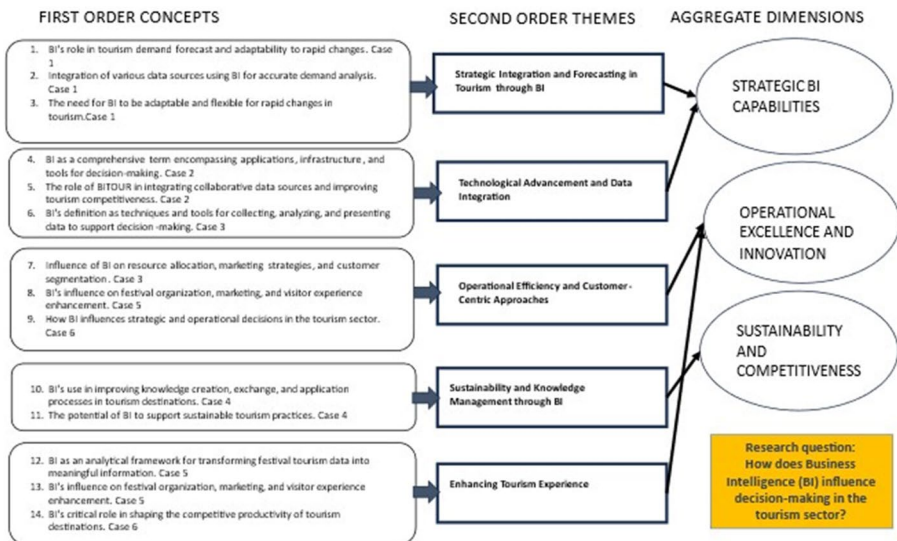 FIRST ORDER CONCEPTS
SECOND ORDER THEMES
AGGREGATE DIMENSIONS
1. BI's role in tourism demand forecast and adaptability to rapid changes. Case
1
2. Integration of various data sources using BI for accurate demand analysis.
Case 1
3. The need for BI to be adaptable and flexible for rapid changes in
tourism.Case 1
Strategic Integration and Forecasting in
Tourism through BI
STRATEGIC BI
CAPABILITIES
4. BI as a comprehensive term encompassing applications, infrastructure, and
tools for decision-making. Case 2
5. The role of BITOUR in integrating collaborative data sources and improving
tourism competitiveness. Case 2
6. BI's definition as techniques and tools for collecting, analyzing, and presenting
data to support decision -making. Case 3
Technological Advancement and Data
Integration
OPERATIONAL
EXCELLENCE AND
INNOVATION
7. Influence of BI on resource allocation, marketing strategies, and customer
segmentation . Case 3
8. BI's influence on festival organization, marketing, and visitor experience
enhancement. Case 5
9. How BI influences strategic and operational decisions in the tourism sector.
Case 6
Operational Efficiency and Customer-
Centric Approaches
SUSTAINABILITY
AND
COMPETITIVENESS
10. BI's use in improving knowledge creation, exchange, and application
processes in tourism destinations. Case 4
11. The potential of BI to support sustainable tourism practices. Case 4
Sustainability and Knowledge
Management through BI
12. BI as an analytical framework for transforming festival tourism data into
meaningful information. Case 5
13. BI's influence on festival organization, marketing, and visitor experience
enhancement. Case 5
14. BI's critical role in shaping the competitive productivity of tourism
destinations. Case 6
Enhancing Tourism Experience
Research question:
How does Business
Intelligence (BI) influence
decision-making in the
tourism sector?